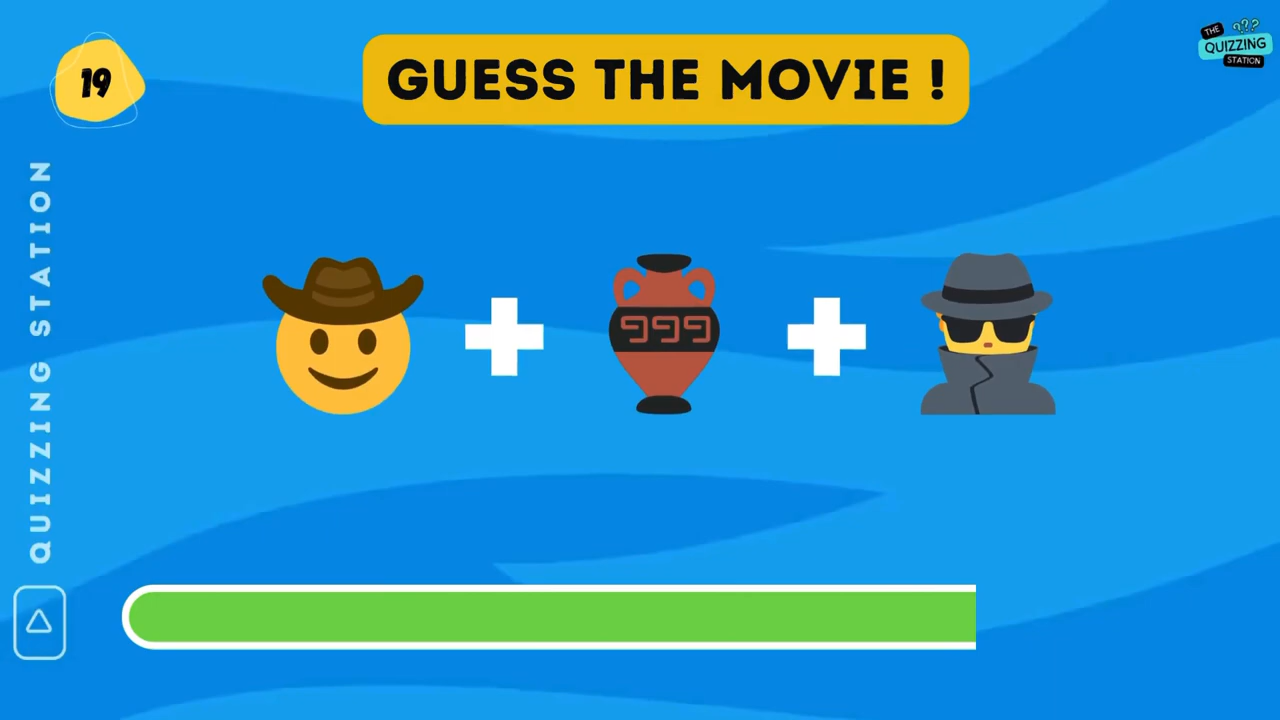 19
GUESS THE MOVIE !
THE
???
QUIZZING
STATION
QUIZZING STATION